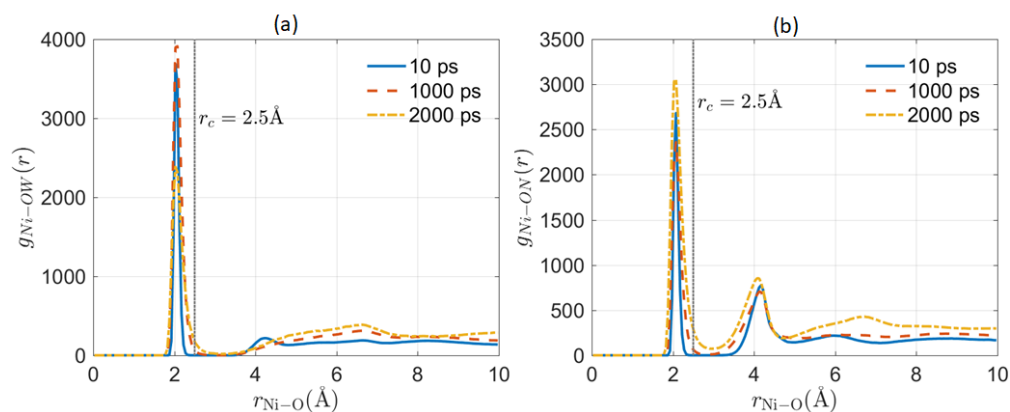 (a)
4000
3000
2000
1000
0
g_{Ni−OW}(r)
r_c = 2.5Å
10 ps
1000 ps
2000 ps
0 2 4 6 8 10
r_{Ni−O}(Å)
(b)
3500
3000
2500
2000
1500
1000
500
0
g_{Ni−ON}(r)
r_c = 2.5Å
10 ps
1000 ps
2000 ps
0 2 4 6 8 10
r_{Ni−O}(Å)